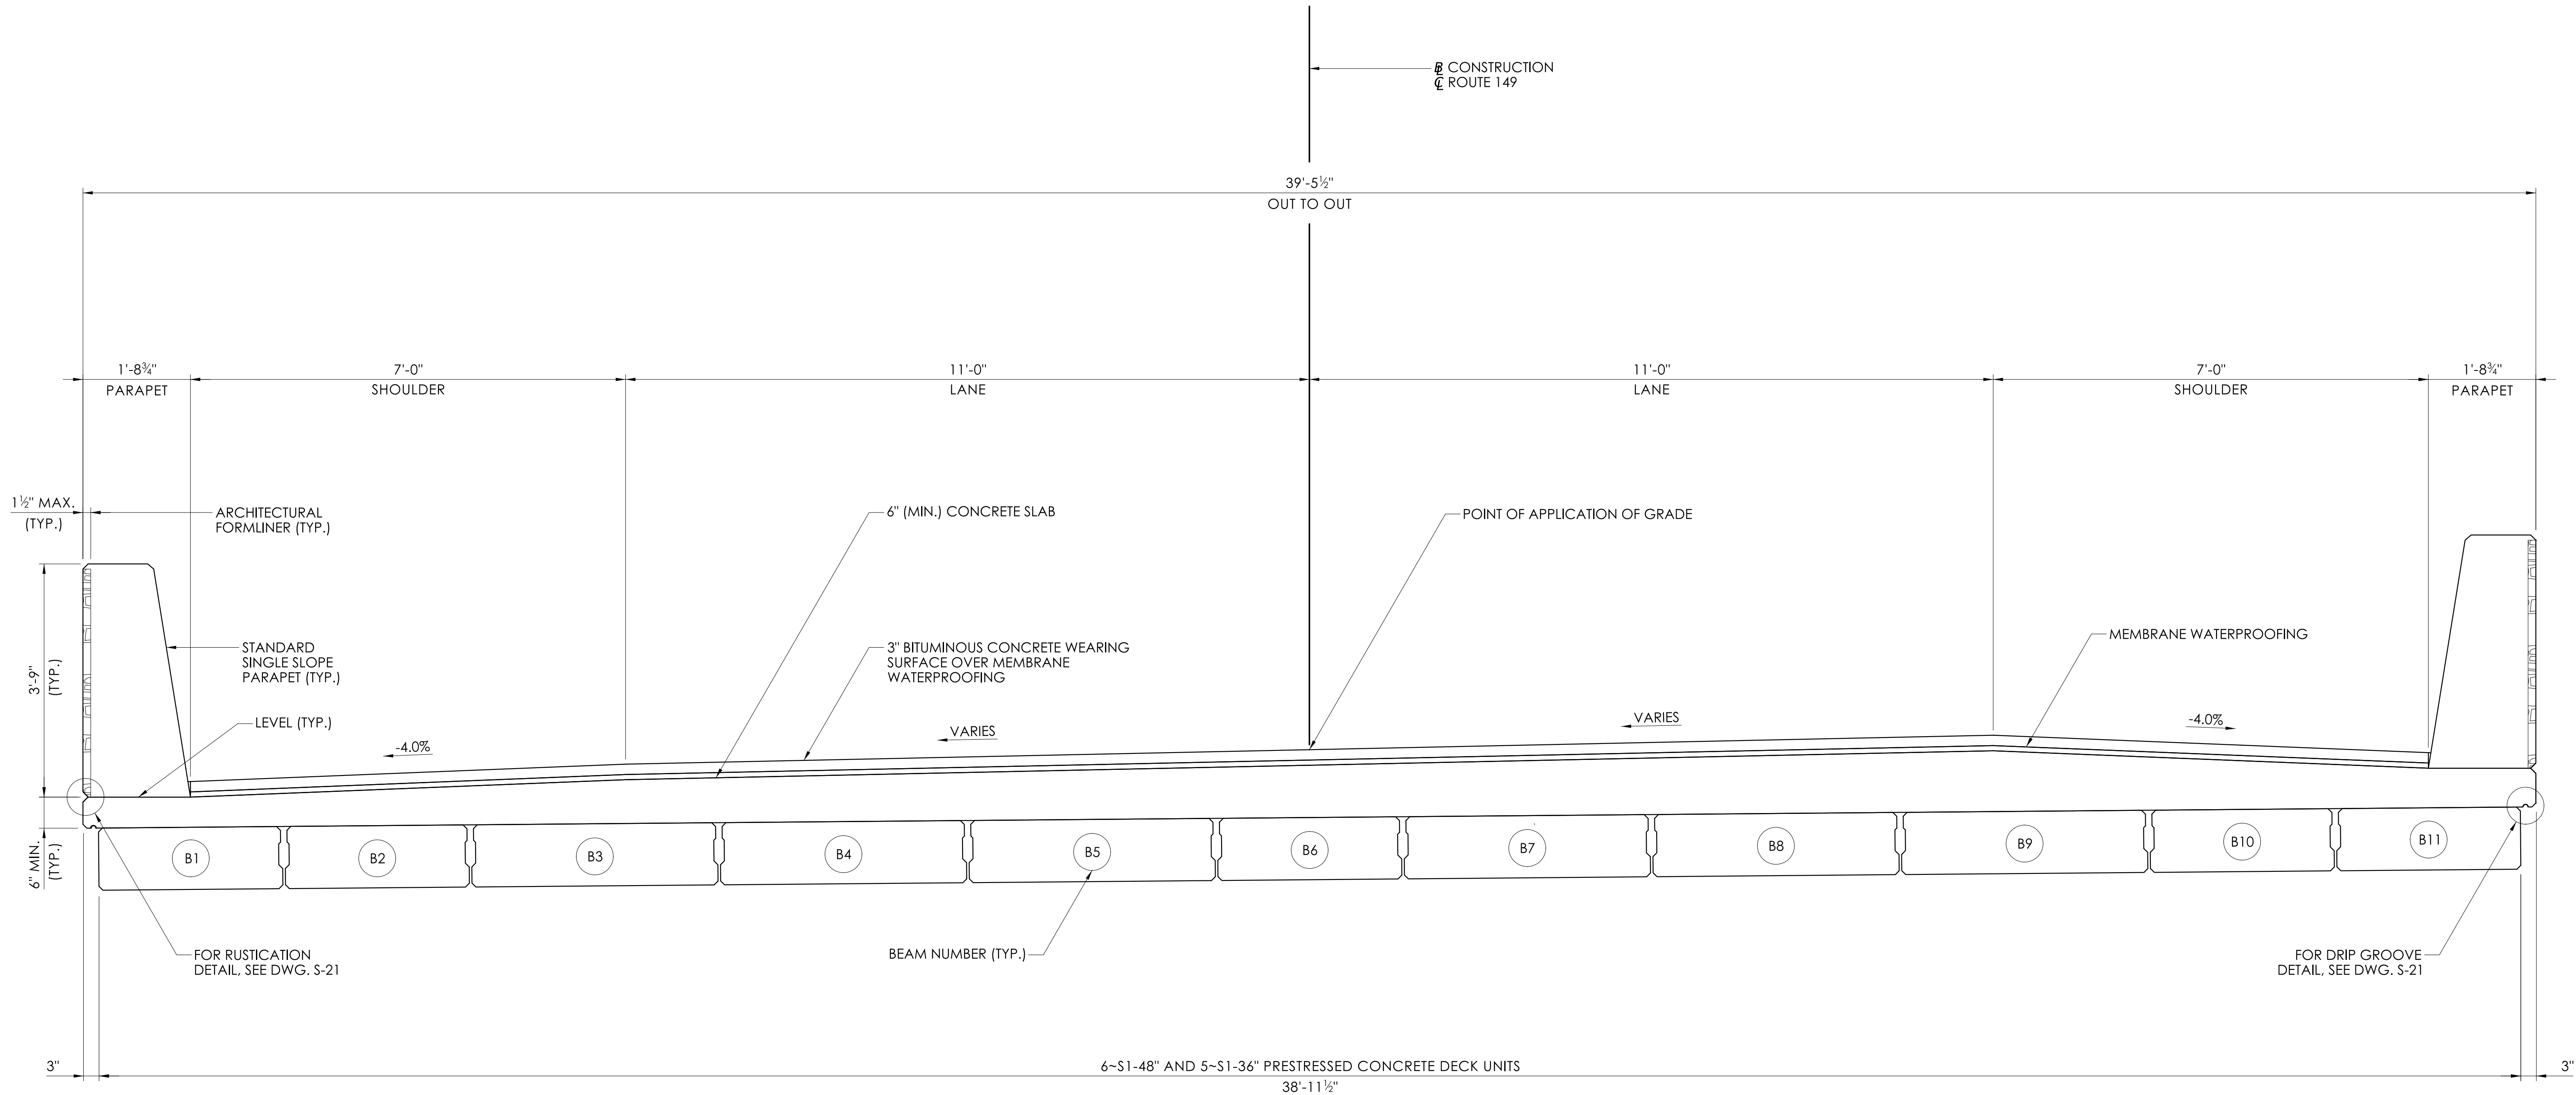 ℄ CONSTRUCTION
℄ ROUTE 149
39'-5½"
OUT TO OUT
1'-8¾"
PARAPET
7'-0"
SHOULDER
11'-0"
LANE
11'-0"
LANE
7'-0"
SHOULDER
1'-8¾"
PARAPET
1½" MAX.
(TYP.)
ARCHITECTURAL
FORMLINER (TYP.)
6" (MIN.) CONCRETE SLAB
POINT OF APPLICATION OF GRADE
3'-9"
(TYP.)
STANDARD
SINGLE SLOPE
PARAPET (TYP.)
3" BITUMINOUS CONCRETE WEARING
SURFACE OVER MEMBRANE
WATERPROOFING
MEMBRANE WATERPROOFING
LEVEL (TYP.)
-4.0%
VARIES
VARIES
-4.0%
6" MIN.
(TYP.)
B1
B2
B3
B4
B5
B6
B7
B8
B9
B10
B11
FOR RUSTICATION
DETAIL, SEE DWG. S-21
BEAM NUMBER (TYP.)
FOR DRIP GROOVE
DETAIL, SEE DWG. S-21
3"
6~S1-48" AND 5~S1-36" PRESTRESSED CONCRETE DECK UNITS
38'-11½"
3"